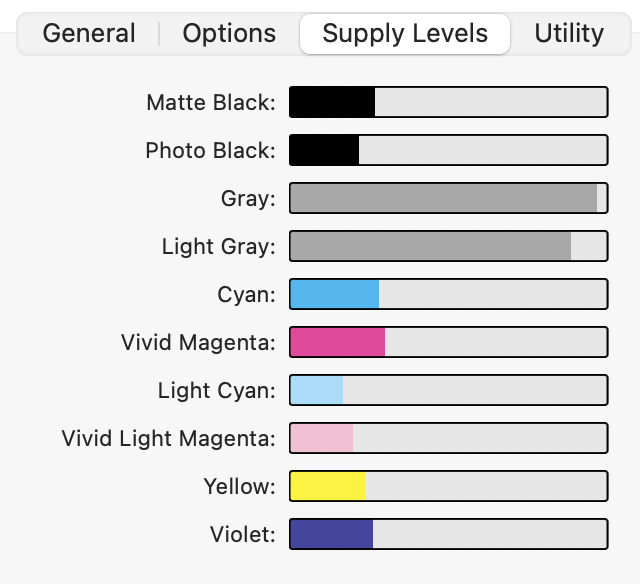 General
Options
Supply Levels
Utility
Matte Black:
Photo Black:
Gray:
Light Gray:
Cyan:
Vivid Magenta:
Light Cyan:
Vivid Light Magenta:
Yellow:
Violet: